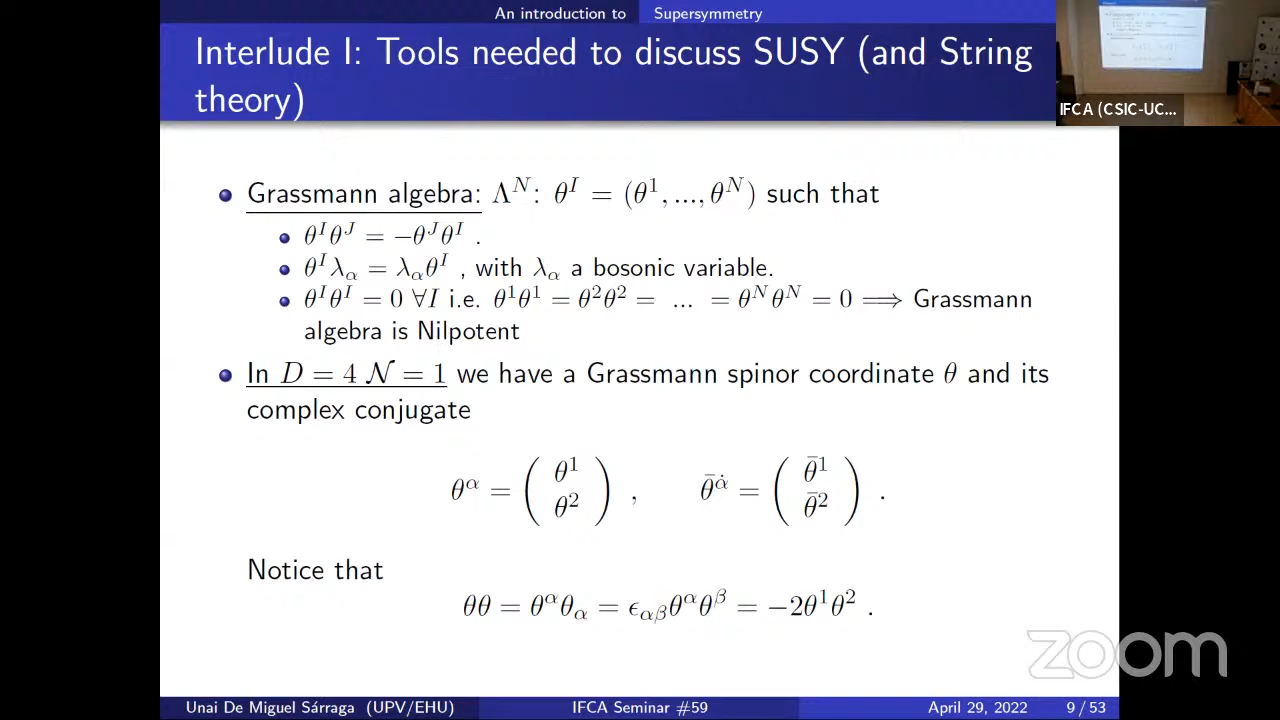 An introduction to Supersymmetry
Interlude I: Tools needed to discuss SUSY (and String
theory)
IFCA (CSIC-UC...
Grassmann algebra: Λ^N: θ^I = (θ^1, ..., θ^N) such that
θ^I θ^J = −θ^J θ^I .
θ^I λ_α = λ_α θ^I , with λ_α a bosonic variable.
θ^I θ^I = 0 ∀I i.e. θ^1θ^1 = θ^2θ^2 = ... = θ^N θ^N = 0 ⟹ Grassmann
algebra is Nilpotent
In D = 4 𝒩 = 1 we have a Grassmann spinor coordinate θ and its
complex conjugate
θ^α = ( θ^1 θ^2 ) , θ̄^α̇ = ( θ̄^1 θ̄^2 ) .
Notice that
θθ = θ^α θ_α = ϵ_αβ θ^α θ^β = −2θ^1θ^2 .
zoom
Unai De Miguel Sárraga (UPV/EHU) IFCA Seminar #59 April 29, 2022 9 / 53